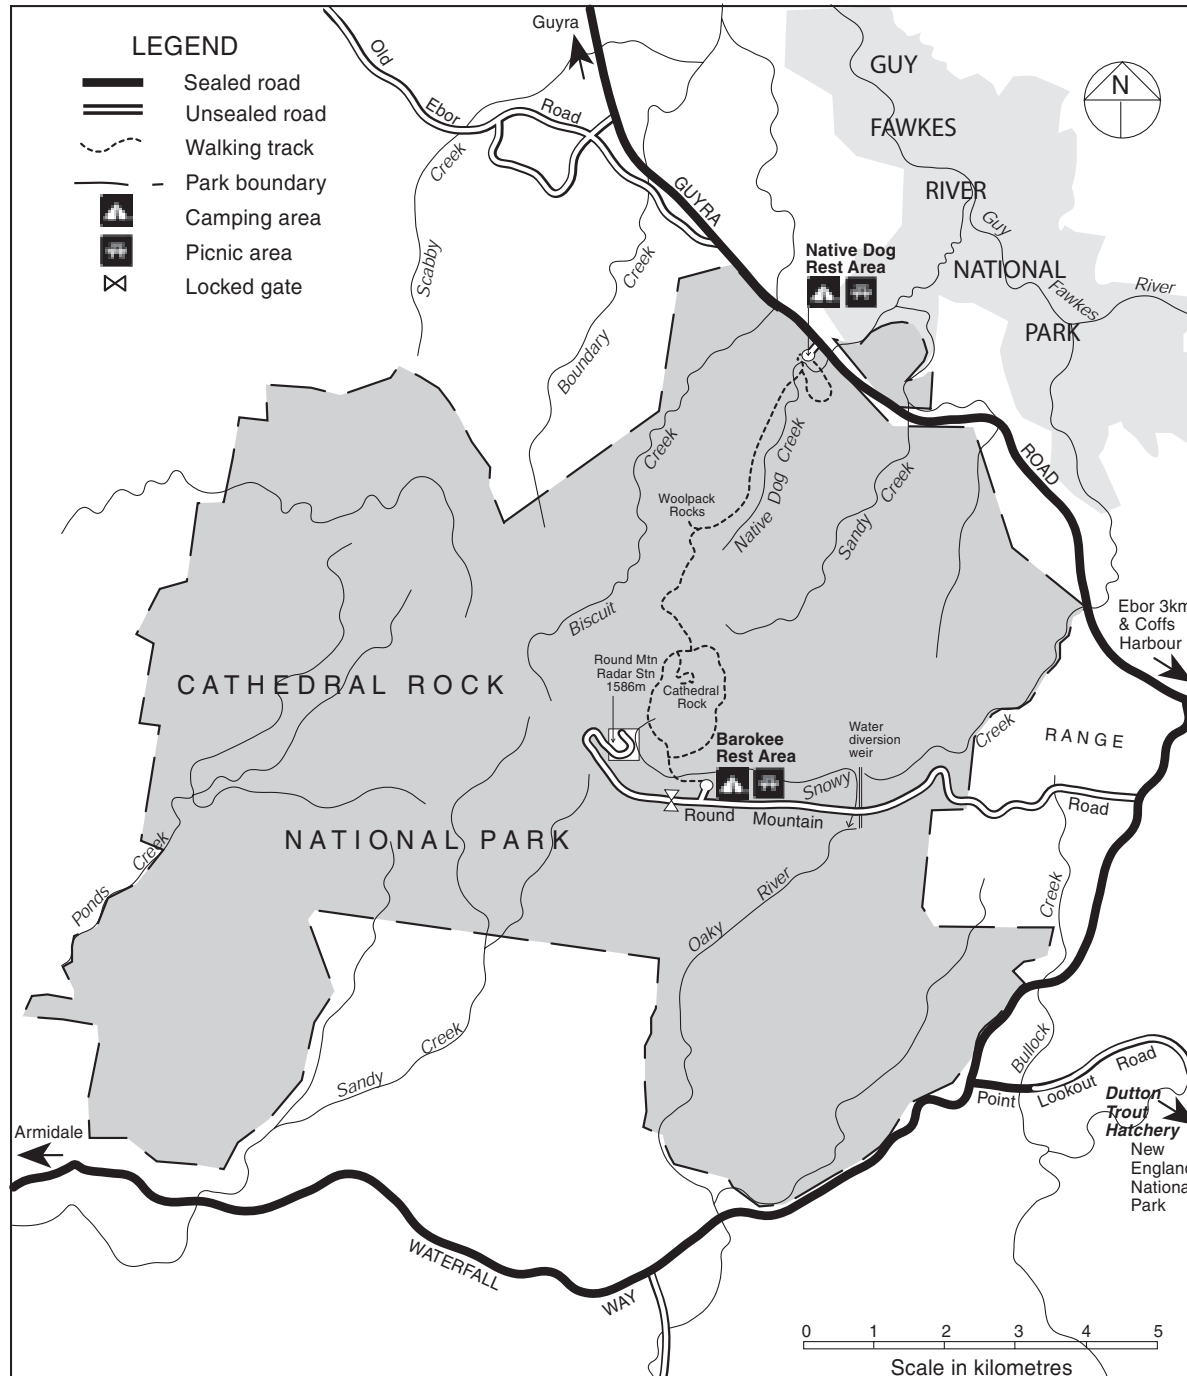 LEGEND
Sealed road
Unsealed road
Walking track
Park boundary
Camping area
Picnic area
Locked gate
Guyra
Old
Ebor
Road
Creek
Scabby
GUYRA
Creek
Boundary
GUY
FAWKES
RIVER
NATIONAL
PARK
N
Guy
Fawkes
River
Native Dog
Rest Area
ROAD
Creek
Biscuit
Woolpack
Rocks
Native Dog Creek
Sandy Creek
Ebor 3km
& Coffs
Harbour
CATHEDRAL ROCK
NATIONAL PARK
Round Mtn
Radar Stn
1586m
Cathedral
Rock
Barokee
Rest Area
Water
diversion
weir
Snowy
Creek
RANGE
Round Mountain Road
Ponds Creek
Oaky River
Creek
Bullock
Sandy Creek
Point Lookout Road
Dutton
Trout
Hatchery
New
England
Nationa
Park
Armidale
WATERFALL
WAY
0 1 2 3 4 5
Scale in kilometres